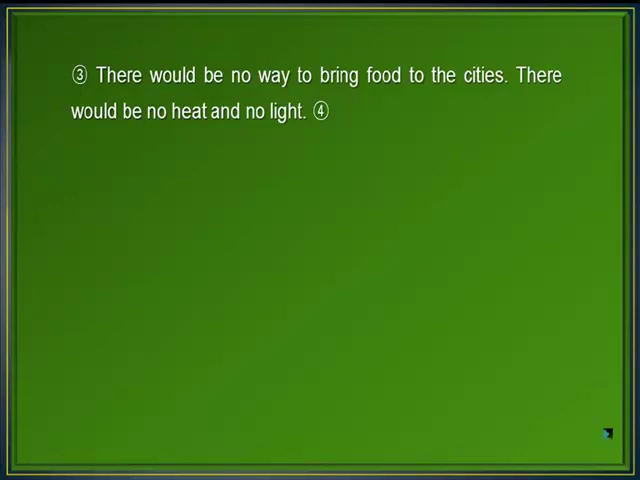 ③ There would be no way to bring food to the cities. There
would be no heat and no light. ④